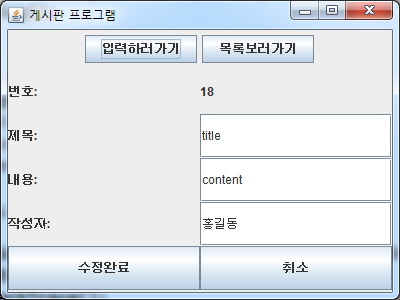 게시판 프로그램
입력하러가기 목록보러가기
번호: 18
제목: title
내용: content
작성자: 홍길동
수정완료 취소